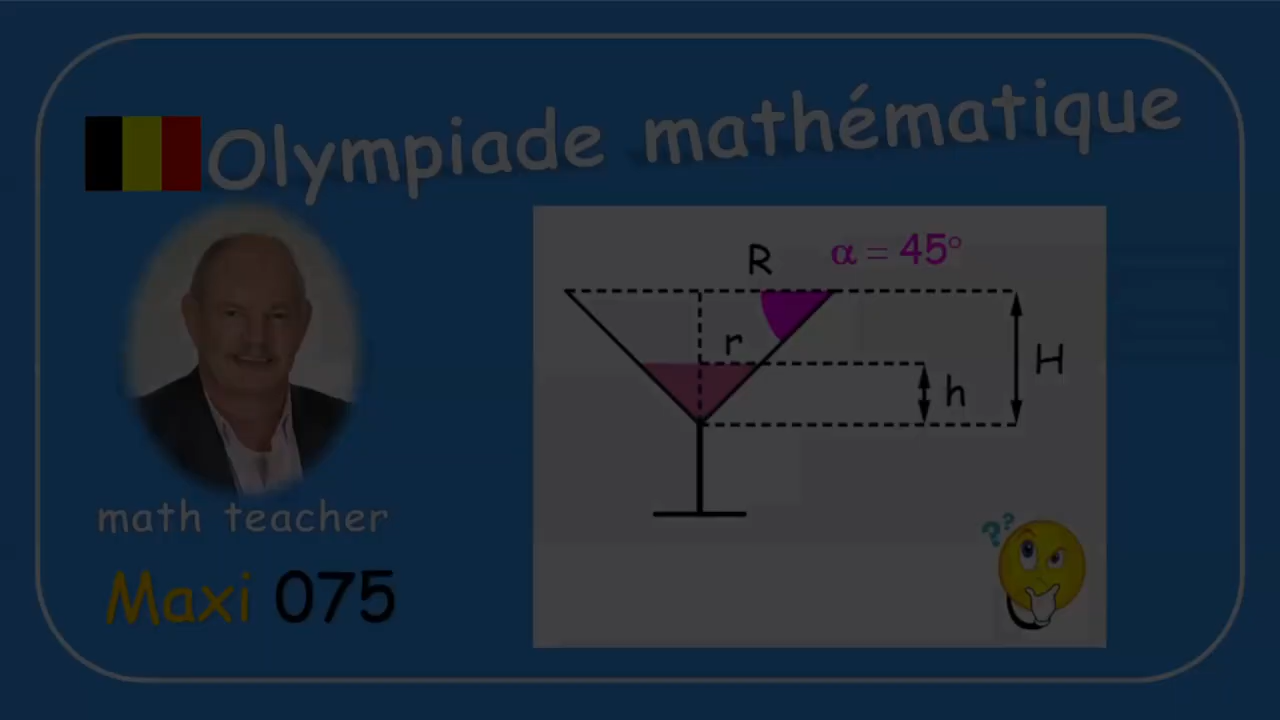 Olympiade mathématique
R α = 45°
r
H
h
math teacher
??
Maxi 075